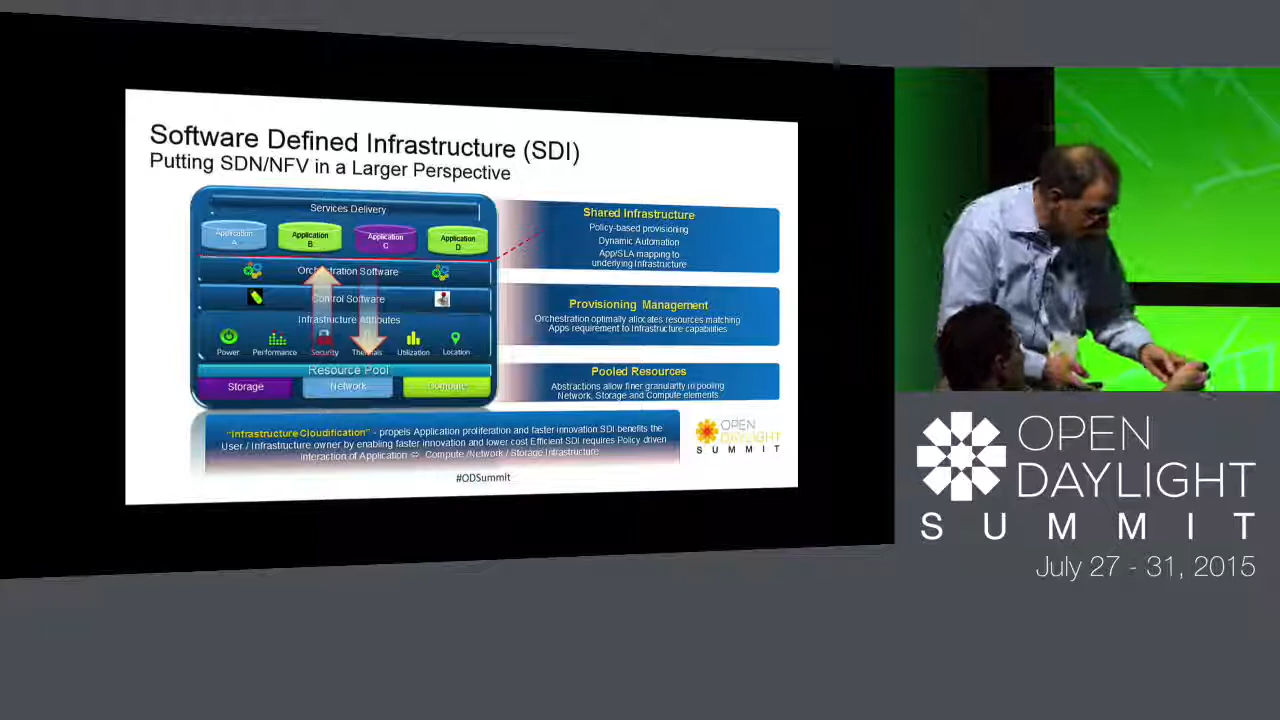 Software Defined Infrastructure (SDI)
Putting SDN/NFV in a Larger Perspective
Services Delivery
Application
A
Application
B
Application
C
Application
D
Orchestration Software
Control Software
Infrastructure Attributes
Power
Performance
Security
Thermals
Utilization
Location
Resource Pool
Storage
Network
Compute
Shared Infrastructure
Policy-based provisioning
Dynamic Automation
App/SLA mapping to
underlying Infrastructure
Provisioning Management
Orchestration optimally allocates resources matching
Apps requirement to Infrastructure capabilities
Pooled Resources
Abstractions allow finer granularity in pooling
Network, Storage and Compute elements
"Infrastructure Cloudification" - propels Application proliferation and faster innovation SDI benefits the
User / Infrastructure owner by enabling faster innovation and lower cost Efficient SDI requires Policy driven
interaction of Application ⇔ Compute /Network / Storage Infrastructure
OPEN
DAYLIGHT
SUMMIT
#ODSummit
OPEN
DAYLIGHT
SUMMIT
July 27 - 31, 2015